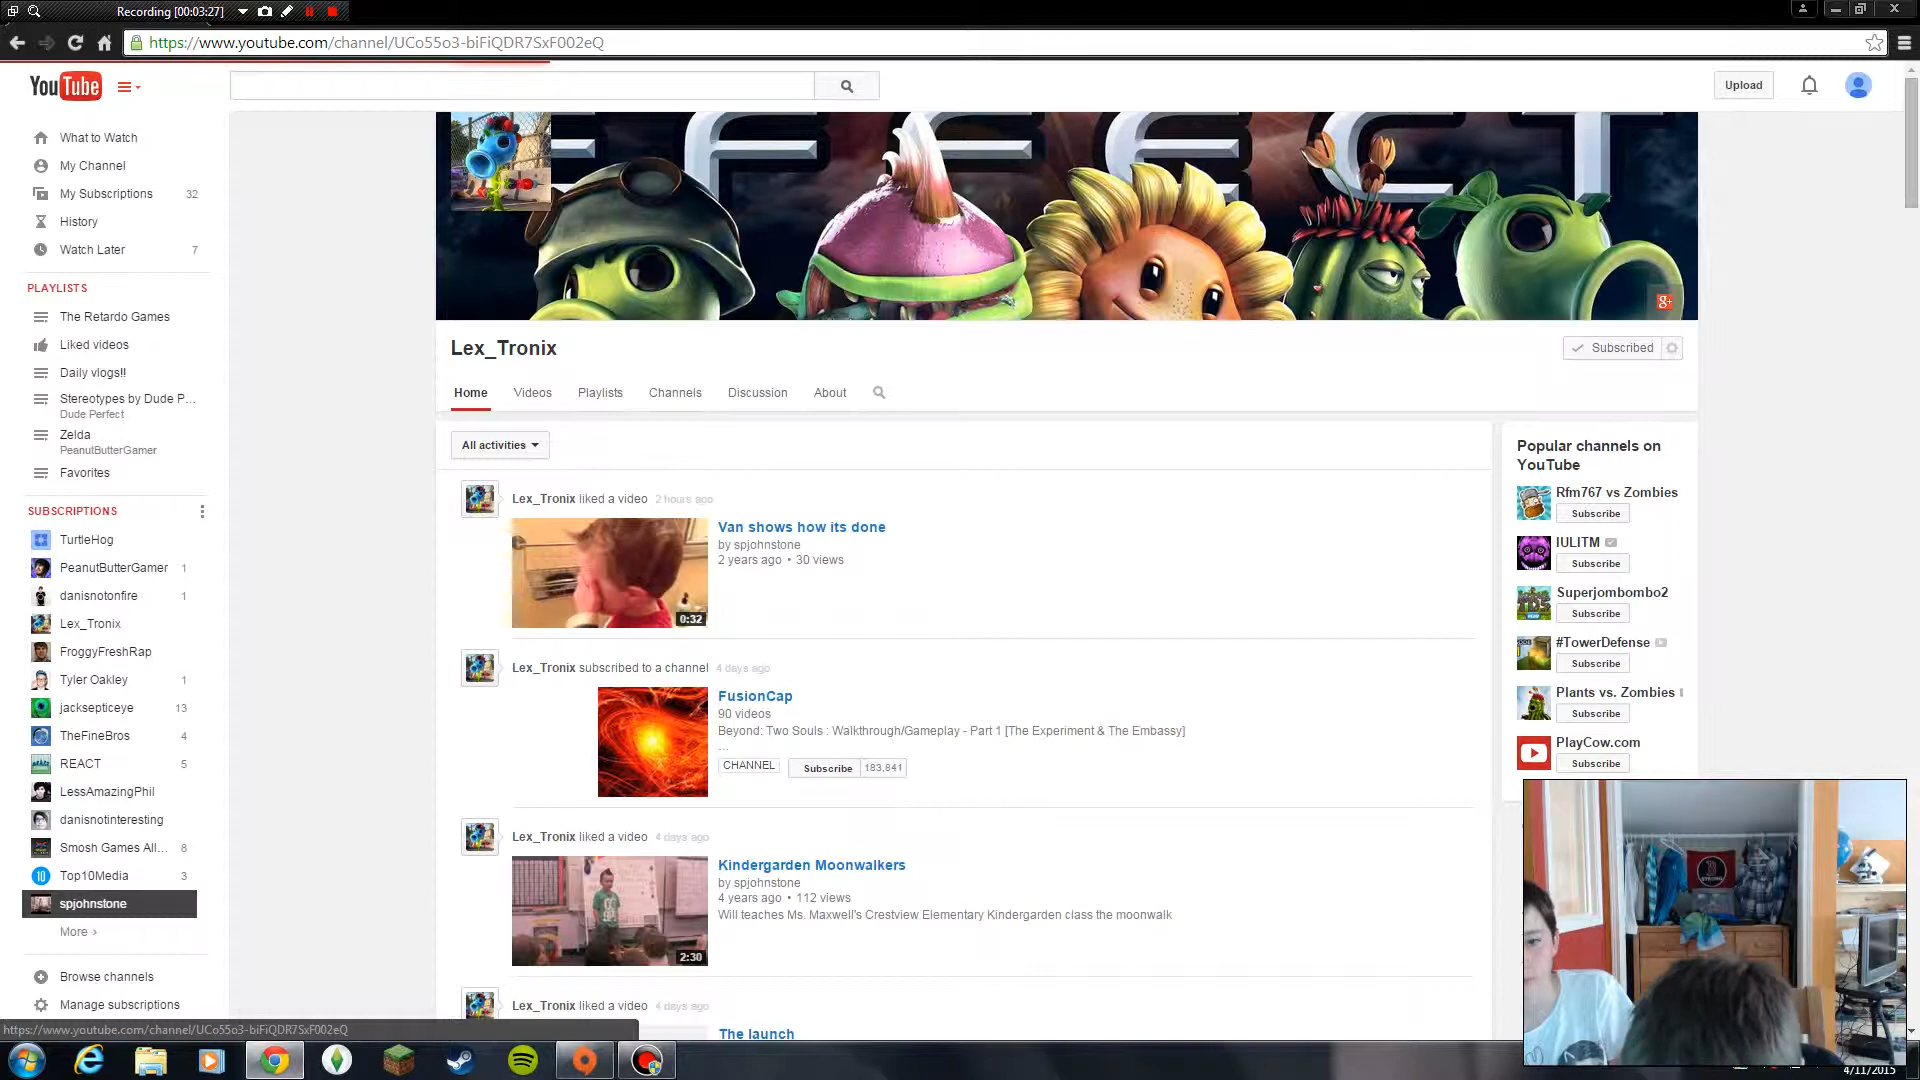 Recording [00:03:27]
https://www.youtube.com/channel/UCo55o3-biFiQDR7SxF002eQ
YouTube
Upload
What to Watch
My Channel
My Subscriptions 32
History
Watch Later 7
PLAYLISTS
The Retardo Games
Liked videos
Daily vlogs!!
Stereotypes by Dude P...
Dude Perfect
Zelda
PeanutButterGamer
Favorites
SUBSCRIPTIONS
TurtleHog
PeanutButterGamer 1
danisnotonfire 1
Lex_Tronix
FroggyFreshRap
Tyler Oakley 1
jacksepticeye 13
TheFineBros 4
REACT 5
LessAmazingPhil
danisnotinteresting
Smosh Games All... 8
Top10Media 3
spjohnstone
More ›
Browse channels
Manage subscriptions
https://www.youtube.com/channel/UCo55o3-biFiQDR7SxF002eQ
EFFECT
g+
Lex_Tronix
Subscribed
Home Videos Playlists Channels Discussion About
All activities
Lex_Tronix liked a video 2 hours ago
Van shows how its done
by spjohnstone
2 years ago • 30 views
0:32
Lex_Tronix subscribed to a channel 4 days ago
FusionCap
90 videos
Beyond: Two Souls : Walkthrough/Gameplay - Part 1 [The Experiment & The Embassy]
...
CHANNEL Subscribe 183,841
Lex_Tronix liked a video 4 days ago
Kindergarden Moonwalkers
by spjohnstone
4 years ago • 112 views
Will teaches Ms. Maxwell's Crestview Elementary Kindergarden class the moonwalk
2:30
Lex_Tronix liked a video 4 days ago
The launch
Popular channels on
YouTube
Rfm767 vs Zombies
Subscribe
IULITM
Subscribe
Superjombombo2
Subscribe
#TowerDefense
Subscribe
Plants vs. Zombies
Subscribe
PlayCow.com
Subscribe
4/11/2015